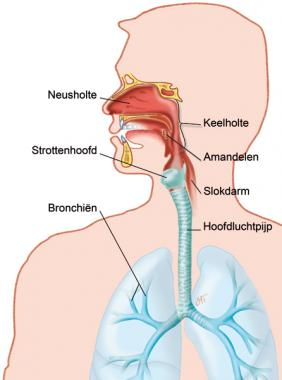 Neusholte
Keelholte
Strottenhoofd
Amandelen
Slokdarm
Bronchiën
Hoofdluchtpijp